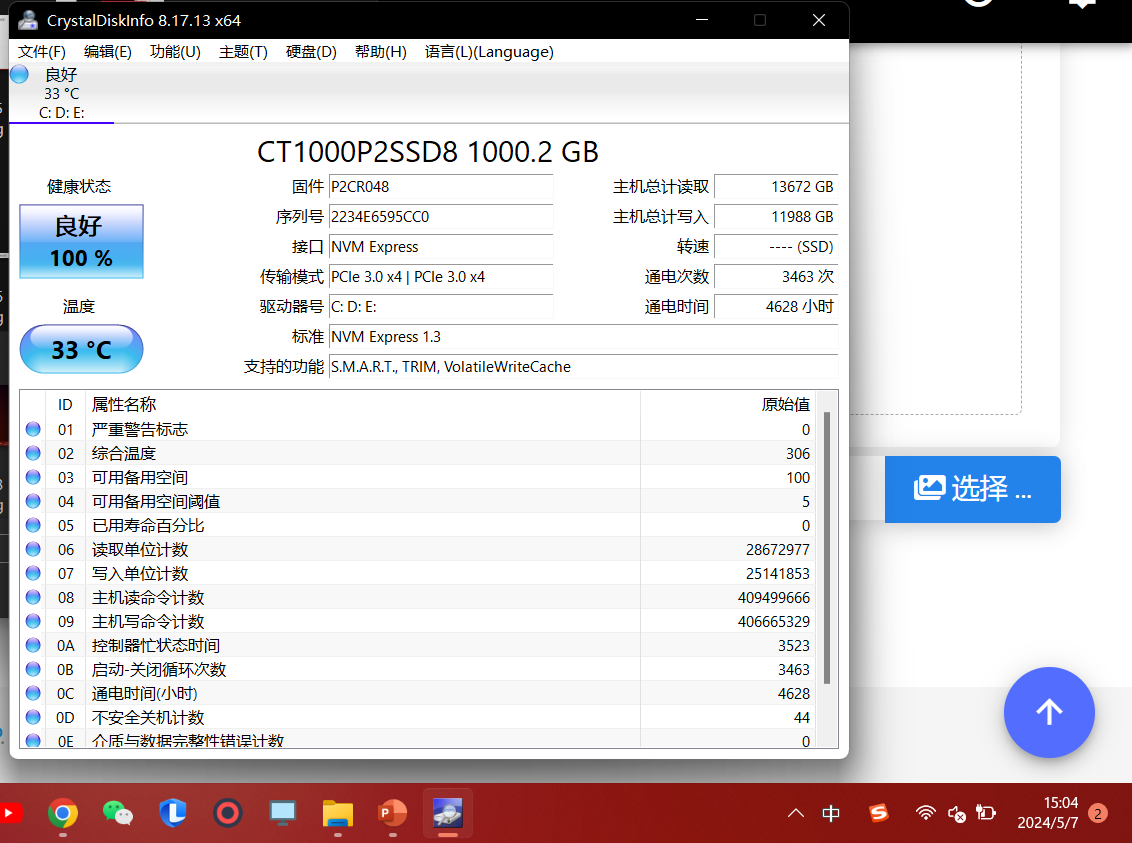 CrystalDiskInfo 8.17.13 x64
文件(F) 编辑(E) 功能(U) 主题(T) 硬盘(D) 帮助(H) 语言(L)(Language)
良好
33 °C
C: D: E:
CT1000P2SSD8 1000.2 GB
健康状态
良好
100 %
温度
33 °C
固件 P2CR048
序列号 2234E6595CC0
接口 NVM Express
传输模式 PCIe 3.0 x4 | PCIe 3.0 x4
驱动器号 C: D: E:
标准 NVM Express 1.3
支持的功能 S.M.A.R.T., TRIM, VolatileWriteCache
主机总计读取 13672 GB
主机总计写入 11988 GB
转速 ---- (SSD)
通电次数 3463 次
通电时间 4628 小时
ID 属性名称 原始值
01 严重警告标志 0
02 综合温度 306
03 可用备用空间 100
04 可用备用空间阈值 5
05 已用寿命百分比 0
06 读取单位计数 28672977
07 写入单位计数 25141853
08 主机读命令计数 409499666
09 主机写命令计数 406665329
0A 控制器忙状态时间 3523
0B 启动-关闭循环次数 3463
0C 通电时间(小时) 4628
0D 不安全关机计数 44
0E 介质与数据完整性错误计数 0
选择 ...
中
15:04
2024/5/7
2